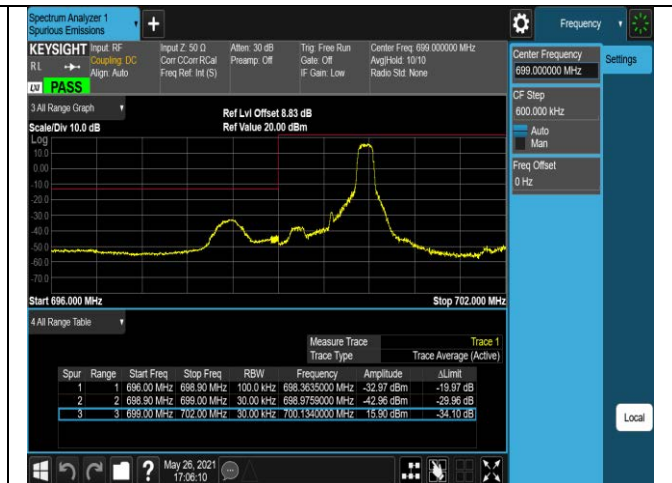 Spectrum Analyzer 1
Spurious Emissions
Frequency
KEYSIGHT
Input: RF
Coupling: DC
Align: Auto
Input Z: 50 Ω
Corr CCorr RCal
Freq Ref: Int (S)
Atten: 30 dB
Preamp: Off
Trig: Free Run
Gate: Off
IF Gain: Low
Center Freq: 699.000000 MHz
Avg|Hold: 10/10
Radio Std: None
RL
LXI
PASS
Center Frequency
699.000000 MHz
Settings
CF Step
600.000 kHz
Auto
Man
Freq Offset
0 Hz
3 All Range Graph
Scale/Div 10.0 dB
Ref Lvl Offset 8.83 dB
Ref Value 20.00 dBm
Log
10.0
0.00
-10.0
-20.0
-30.0
-40.0
-50.0
-60.0
-70.0
Start 696.000 MHz
Stop 702.000 MHz
4 All Range Table
Measure Trace Trace 1
Trace Type Trace Average (Active)
Spur Range Start Freq Stop Freq RBW Frequency Amplitude ΔLimit
1 1 696.00 MHz 698.90 MHz 100.0 kHz 698.3635000 MHz -32.97 dBm -19.97 dB
2 2 698.90 MHz 699.00 MHz 30.00 kHz 698.9759000 MHz -42.96 dBm -29.96 dB
3 3 699.00 MHz 702.00 MHz 30.00 kHz 700.1340000 MHz 15.90 dBm -34.10 dB
Local
May 26, 2021
17:06:10